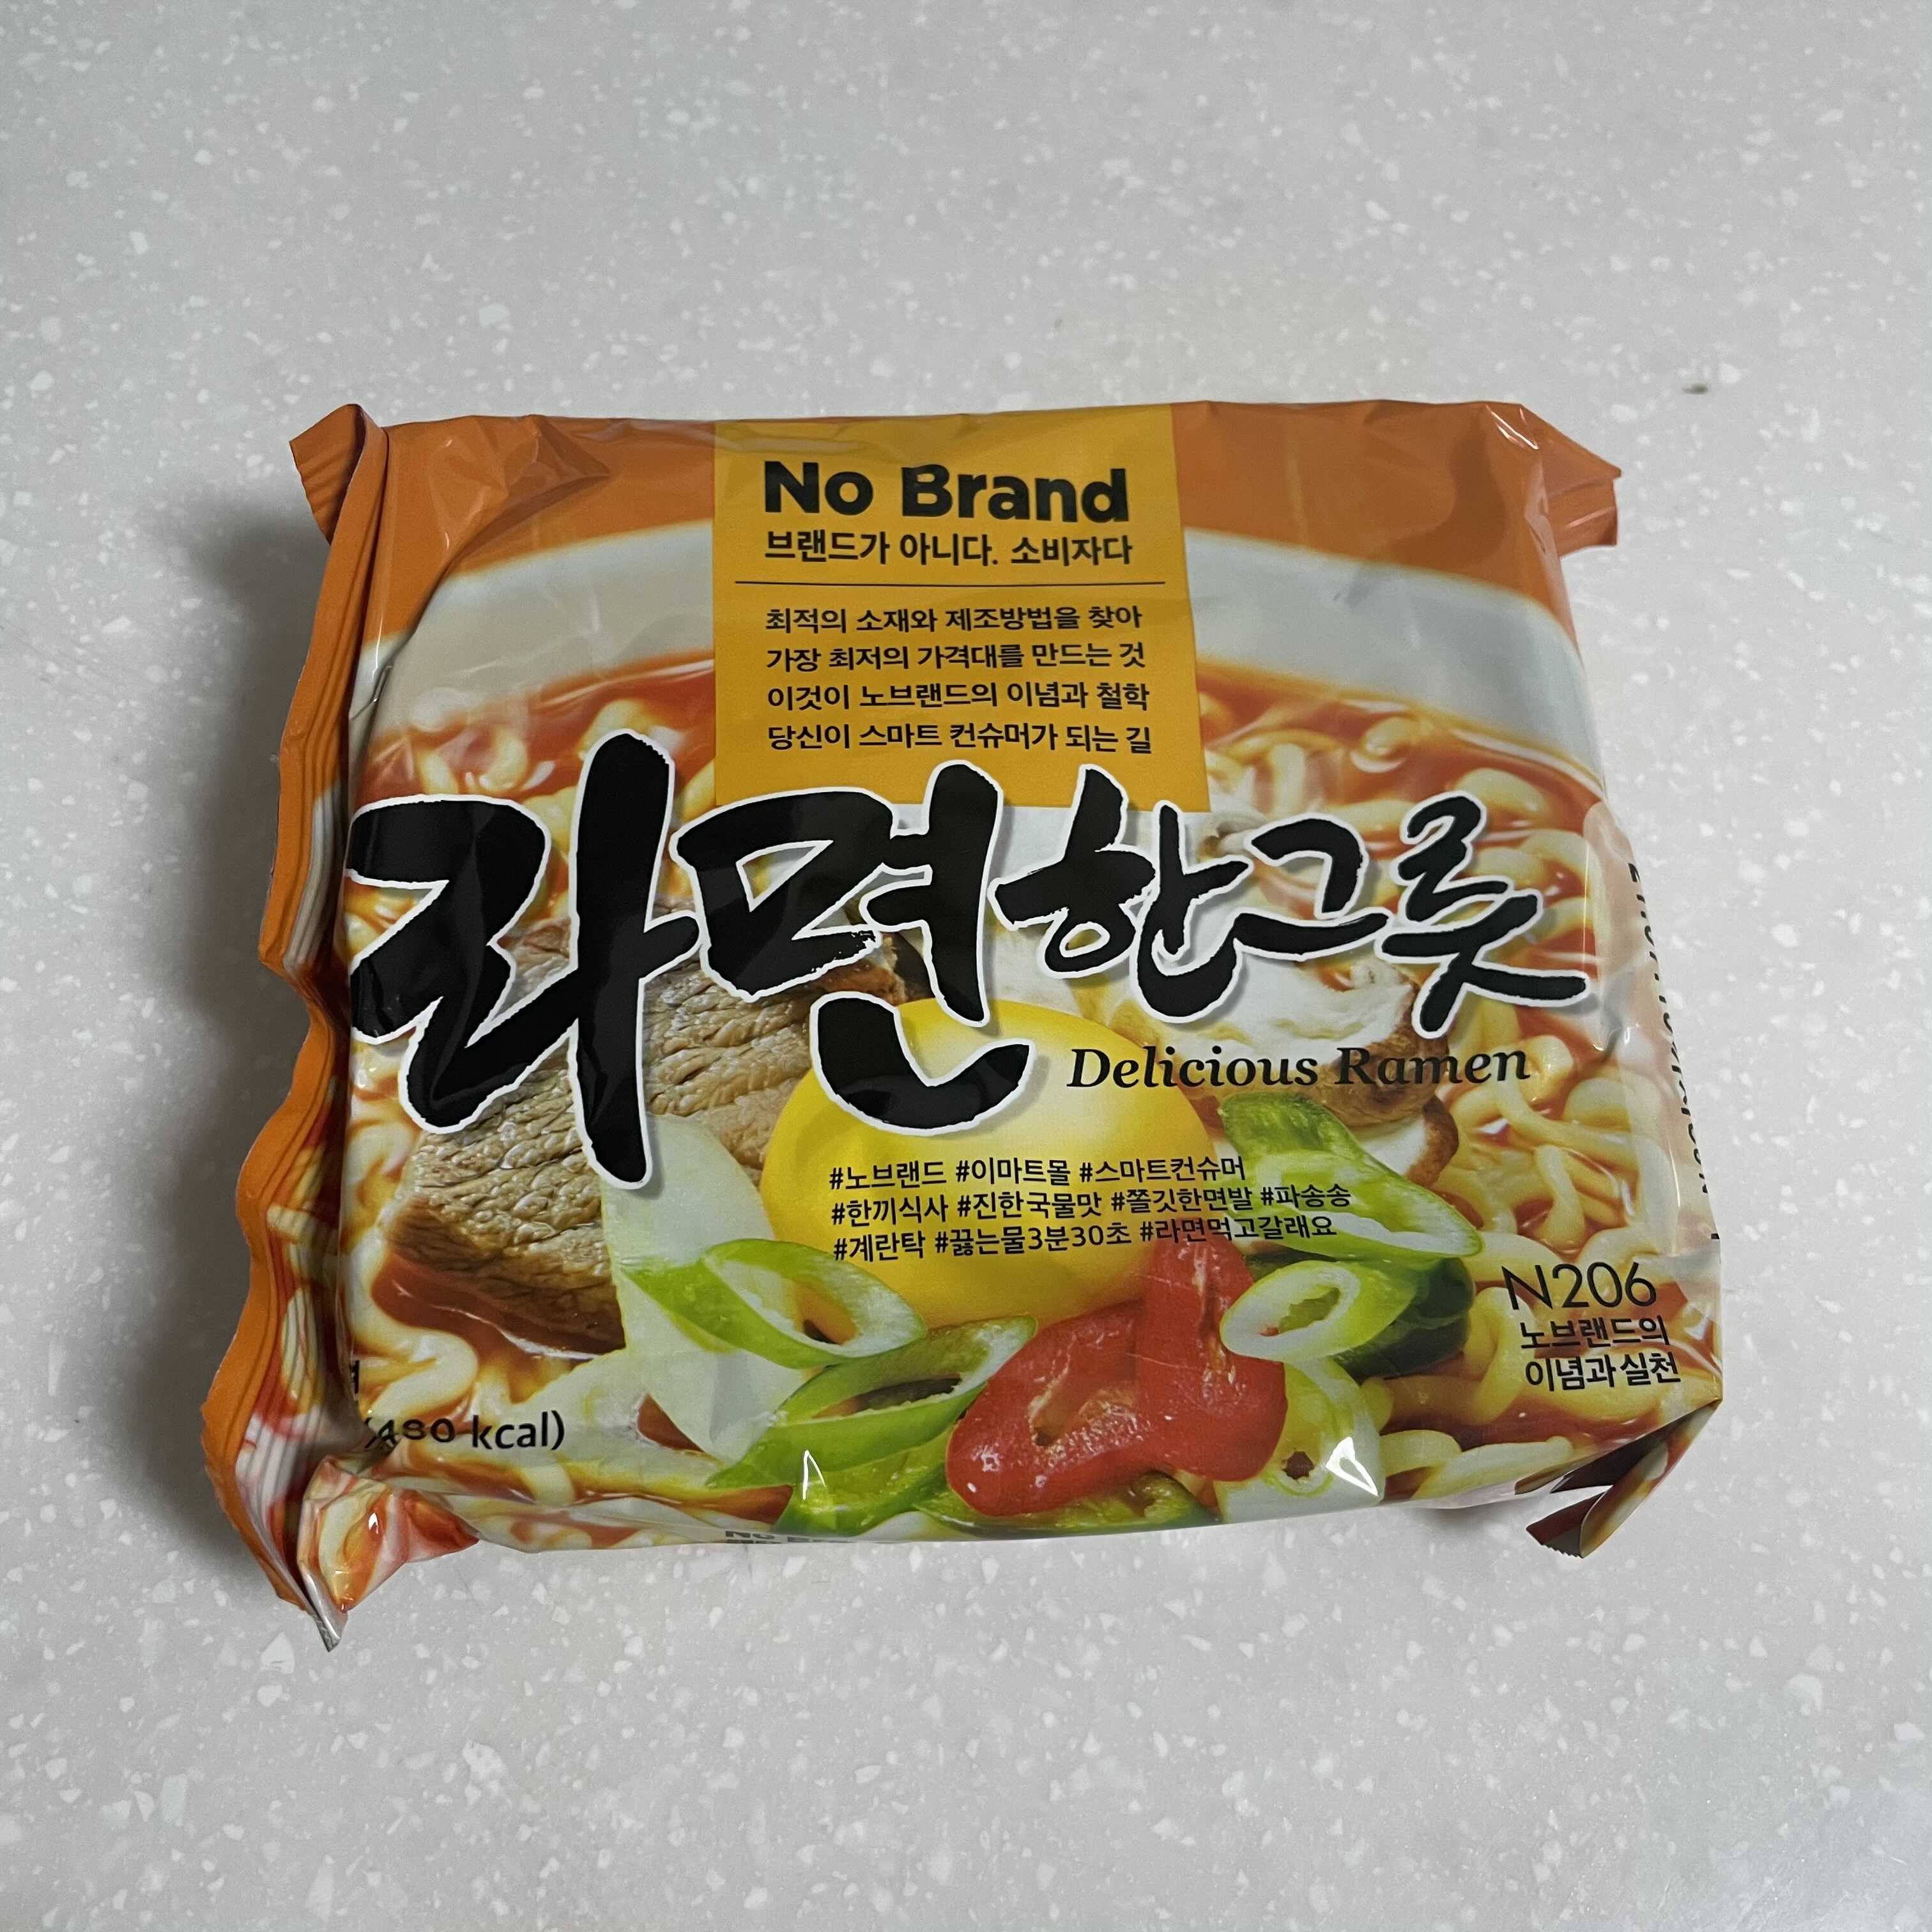 No Brand
브랜드가 아니다. 소비자다
최적의 소재와 제조방법을 찾아
가장 최저의 가격대를 만드는 것
이것이 노브랜드의 이념과 철학
당신이 스마트 컨슈머가 되는 길
라면한그릇
Delicious Ramen
#노브랜드 #이마트몰 #스마트컨슈머
#한끼식사 #진한국물맛 #쫄깃한면발 #파송송
#계란탁 #끓는물3분30초 #라면먹고갈래요
N206
노브랜드의
이념과실천
(480 kcal)